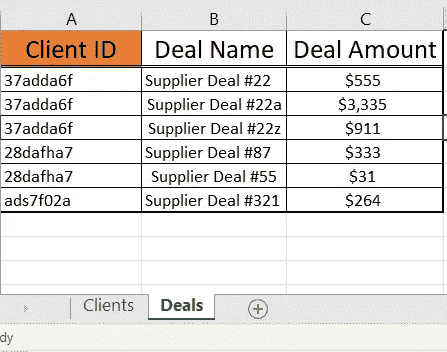 A B C
Client ID Deal Name Deal Amount
37adda6f Supplier Deal #22 $555
37adda6f Supplier Deal #22a $3,335
37adda6f Supplier Deal #22z $911
28dafha7 Supplier Deal #87 $333
28dafha7 Supplier Deal #55 $31
ads7f02a Supplier Deal #321 $264
Clients Deals
dy